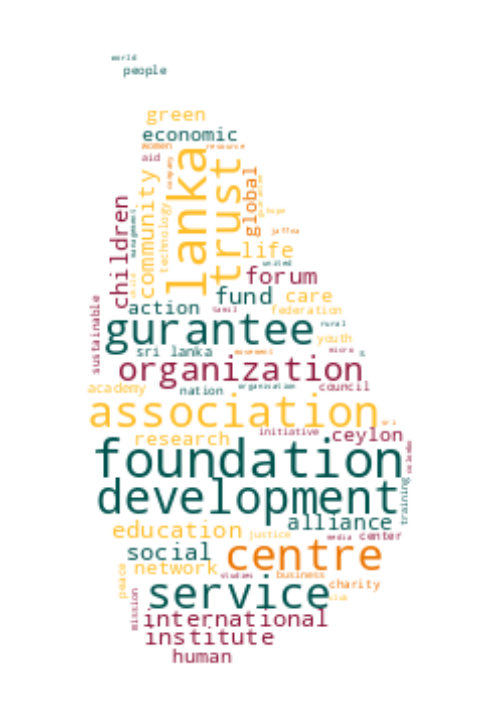 world
people
green
economic
women
resource
aid
company
lanka
trust
community
technology
global
hope
children
management
jaffna
life
united
forum
fund
care
action
tamil
federation
gurantee
rural
sustainable
youth
sri lanka
movement
micro
organization
academy
nation
organisation
council
association
research
initiative
ceylon
foundation
colombo
development
training
alliance
education
justice
media
center
social
centre
network
studies
business
peace
charity
service
club
mission
international
institute
human